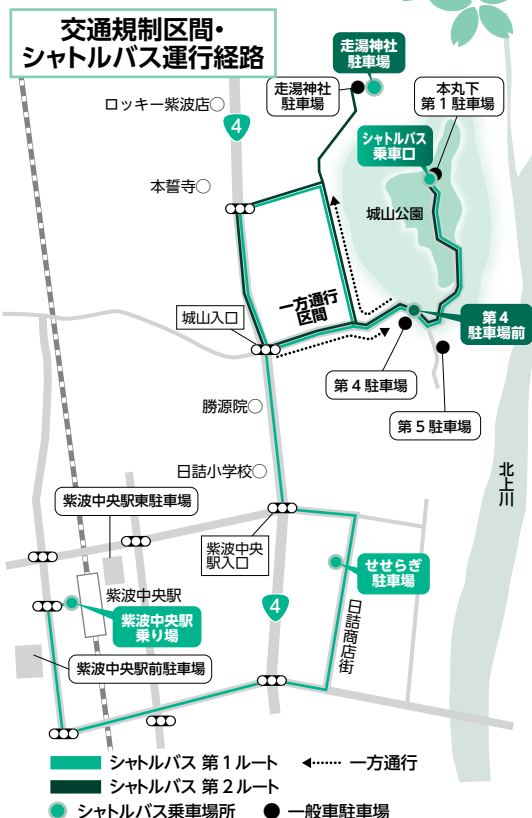 交通規制区間・
シャトルバス運行経路
走湯神社
駐車場
走湯神社
駐車場
本丸下
第1駐車場
ロッキー紫波店
4
シャトルバス
乗車口
本誓寺
城山公園
一方通行
区間
城山入口
第4
駐車場前
第4駐車場
第5駐車場
勝源院
北上川
日詰小学校
紫波中央駅東駐車場
紫波中央
駅入口
せせらぎ
駐車場
紫波中央駅
紫波中央駅
乗り場
4
日詰商店街
紫波中央駅前駐車場
シャトルバス 第1ルート
一方通行
シャトルバス 第2ルート
シャトルバス乗車場所
一般車駐車場